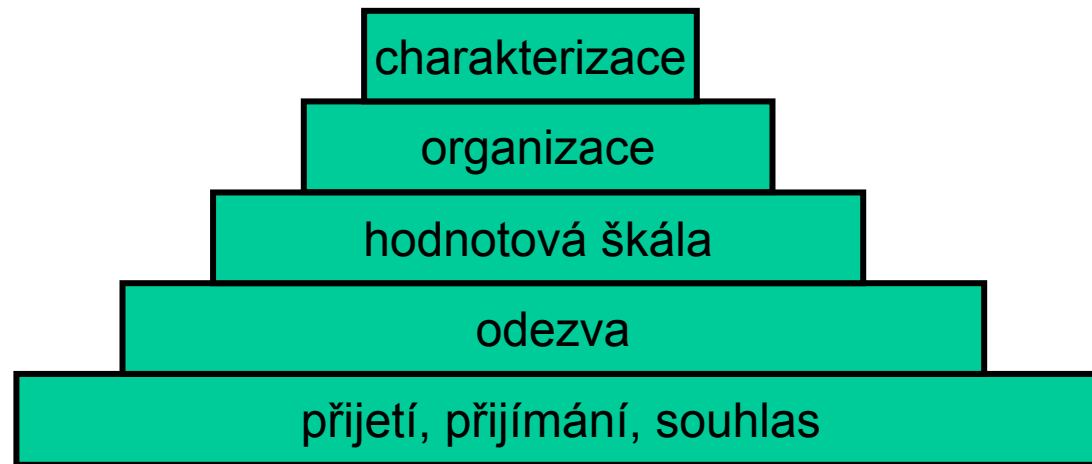 charakterizace
organizace
hodnotová škála
odezva
přijetí, přijímání, souhlas